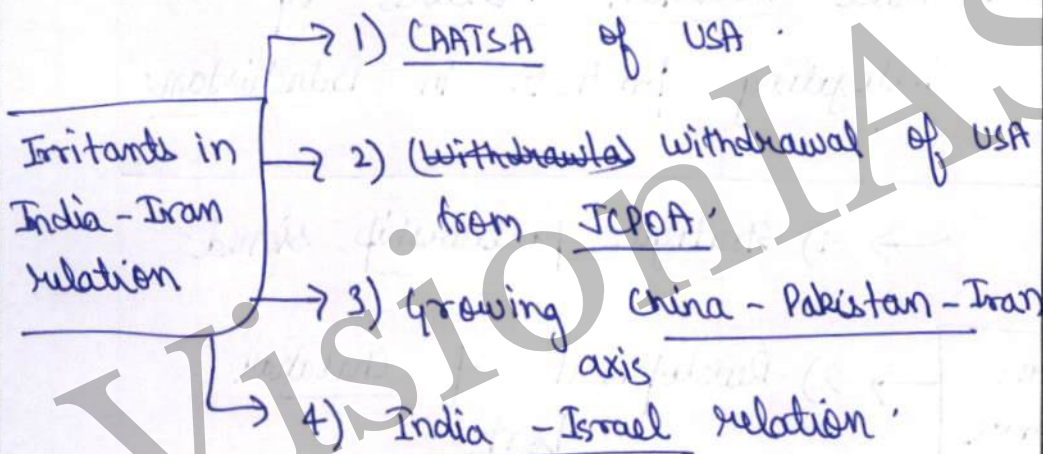 1) CAATSA of USA.
Irritants in
India - Iran
relation
2) (Withdrawla) withdrawal of USA
from JCPOA.
3) Growing China - Pakistan - Iran
axis
4) India - Israel relation.
VisionIAS